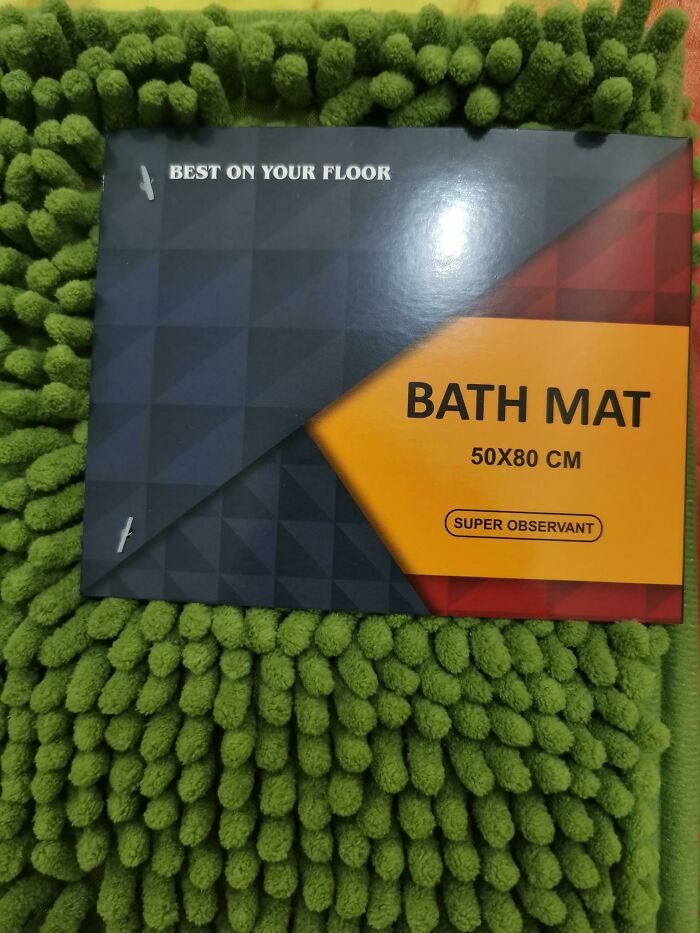 BEST ON YOUR FLOOR
BATH MAT
50X80 CM
SUPER OBSERVANT